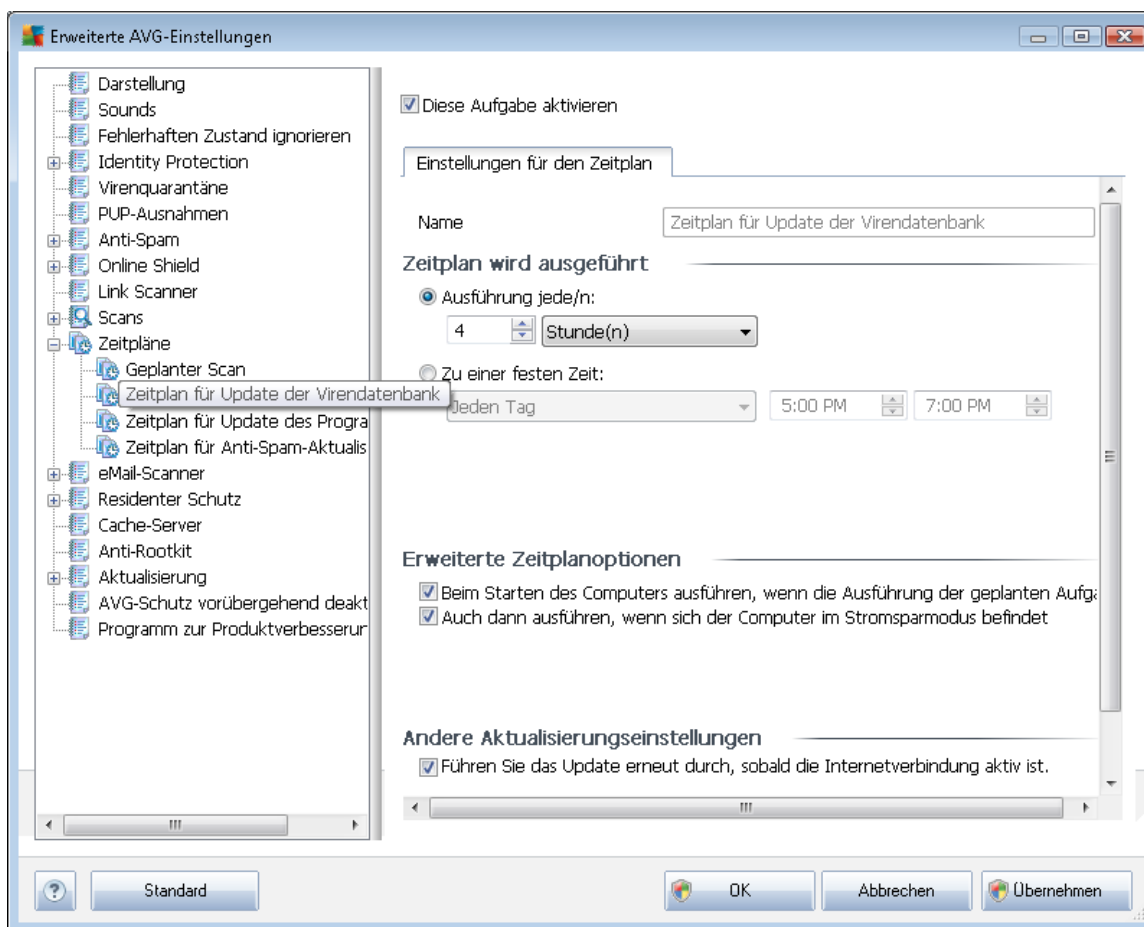 Erweiterte AVG-Einstellungen
Darstellung
Sounds
Fehlerhaften Zustand ignorieren
Identity Protection
Virenquarantäne
PUP-Ausnahmen
Anti-Spam
Online Shield
Link Scanner
Scans
Zeitpläne
Geplanter Scan
Zeitplan für Update der Virendatenbank
Zeitplan für Update des Progra
Zeitplan für Anti-Spam-Aktualis
eMail-Scanner
Residenter Schutz
Cache-Server
Anti-Rootkit
Aktualisierung
AVG-Schutz vorübergehend deakt
Programm zur Produktverbesserur
Diese Aufgabe aktivieren
Einstellungen für den Zeitplan
Name Zeitplan für Update der Virendatenbank
Zeitplan wird ausgeführt
Ausführung jede/n:
4 Stunde(n)
Zu einer festen Zeit:
Jeden Tag 5:00 PM 7:00 PM
Erweiterte Zeitplanoptionen
Beim Starten des Computers ausführen, wenn die Ausführung der geplanten Aufga
Auch dann ausführen, wenn sich der Computer im Stromsparmodus befindet
Andere Aktualisierungseinstellungen
Führen Sie das Update erneut durch, sobald die Internetverbindung aktiv ist.
? Standard OK Abbrechen Übernehmen